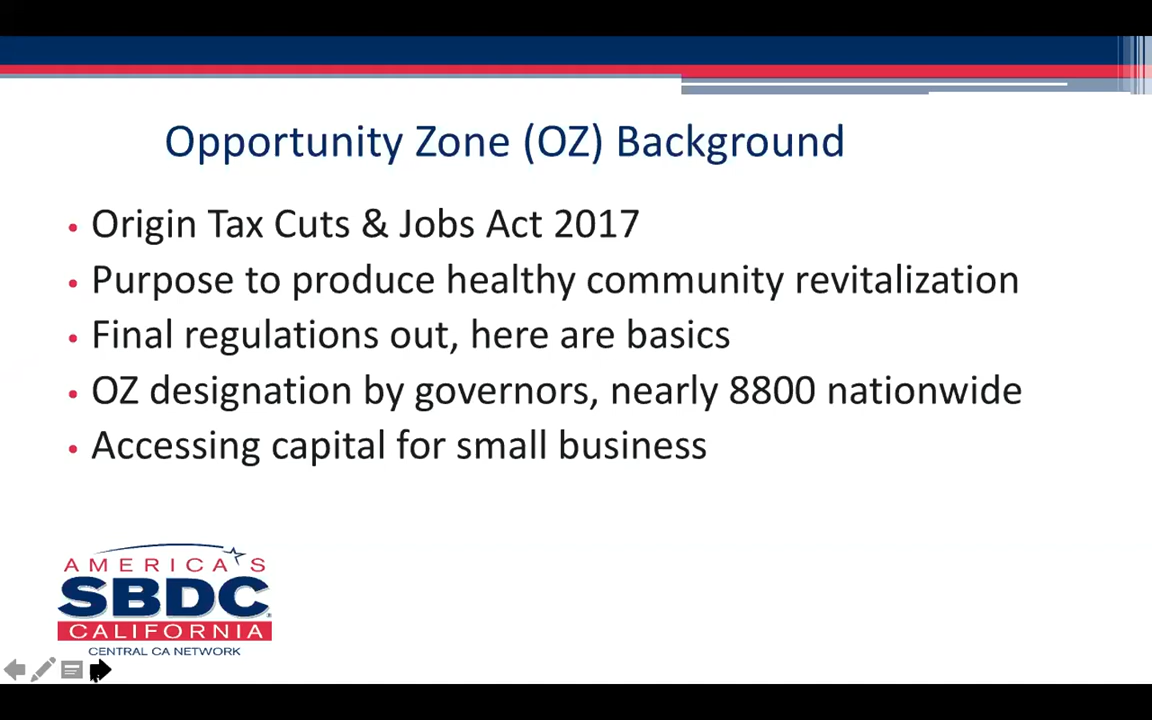 Opportunity Zone (OZ) Background
• Origin Tax Cuts & Jobs Act 2017
• Purpose to produce healthy community revitalization
• Final regulations out, here are basics
• OZ designation by governors, nearly 8800 nationwide
• Accessing capital for small business
AMERICA'S
SBDC
CALIFORNIA
CENTRAL CA NETWORK